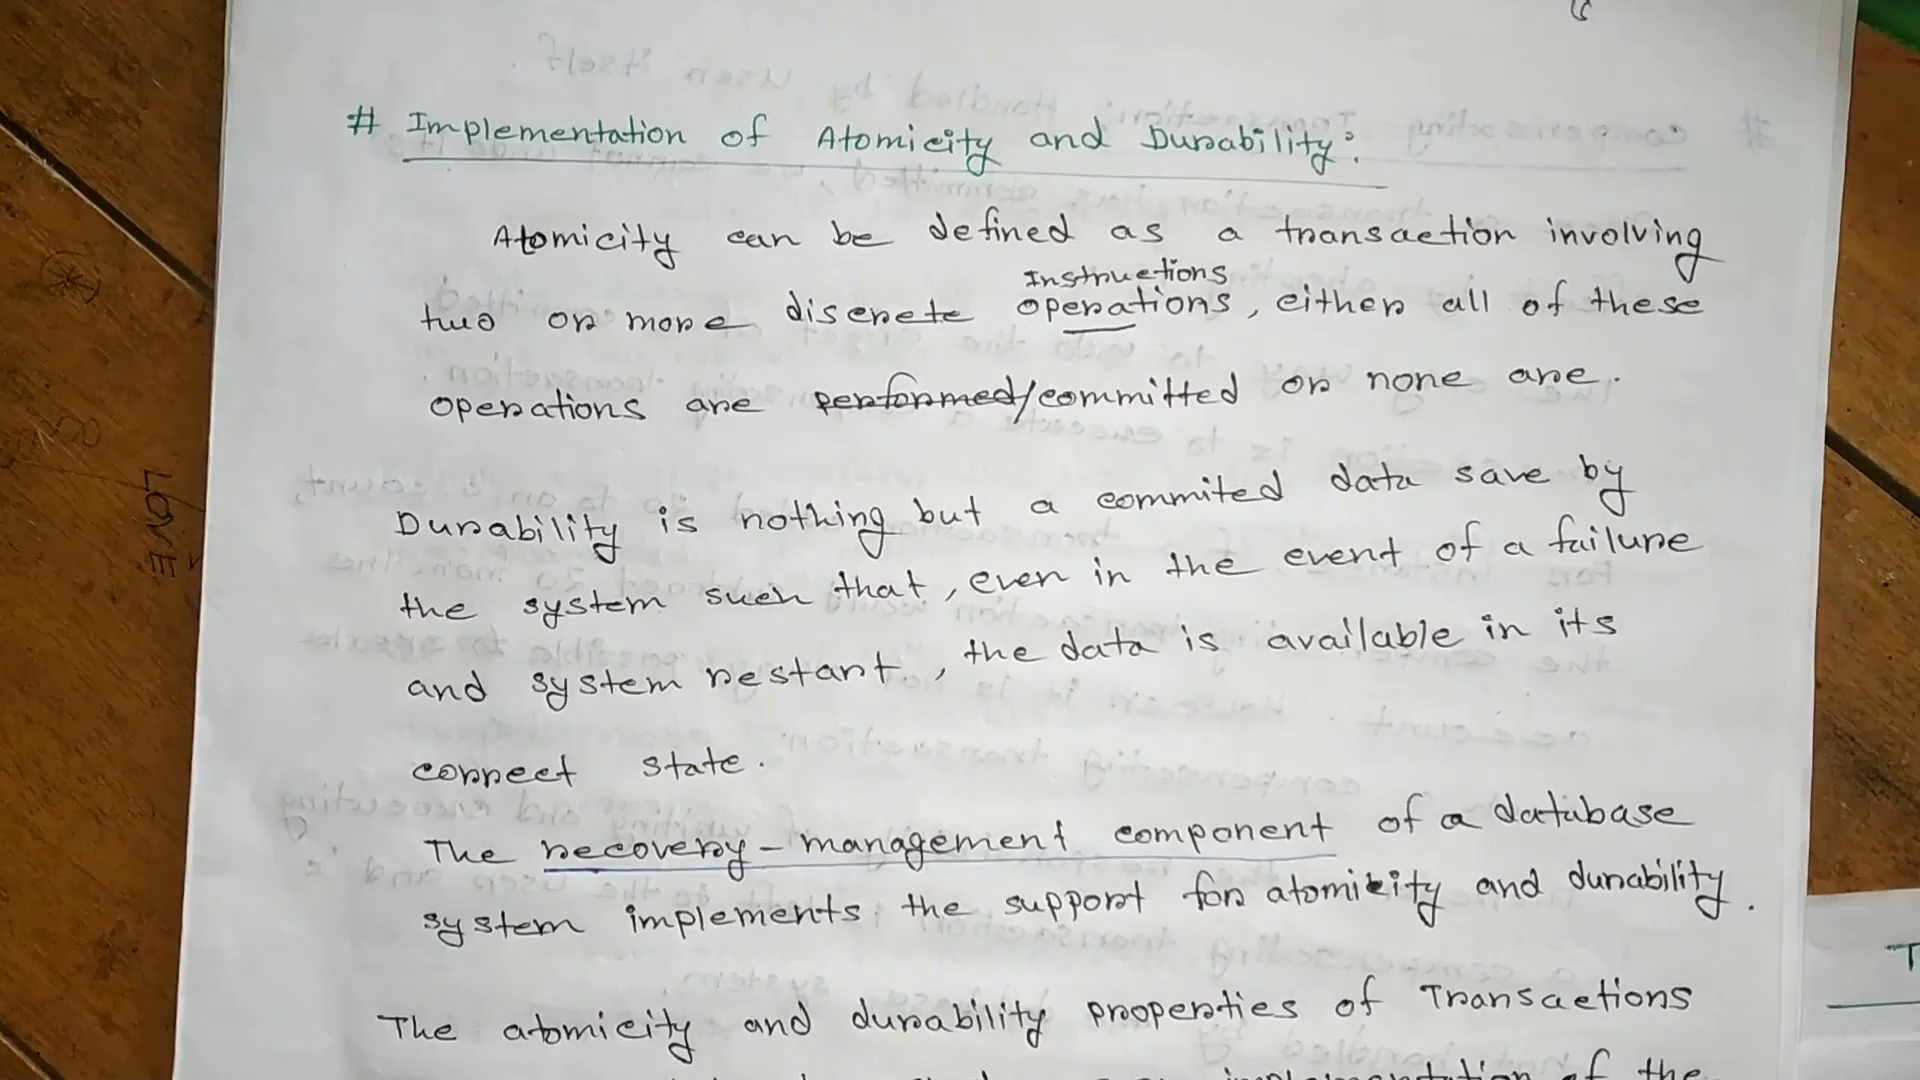 # Implementation of Atomicity and Durability:
Atomicity can be defined as a transaction involving
Instructions
two or more discrete operations, either all of these
operations are performed/committed or none are.
Durability is nothing but a commited data save by
the system such that, even in the event of a failure
and system restart, the data is available in its
correct state.
The recovery-management component of a database
system implements the support for atomicity and durability.
The atomicity and durability properties of Transactions
implementation of the
LOVE
T